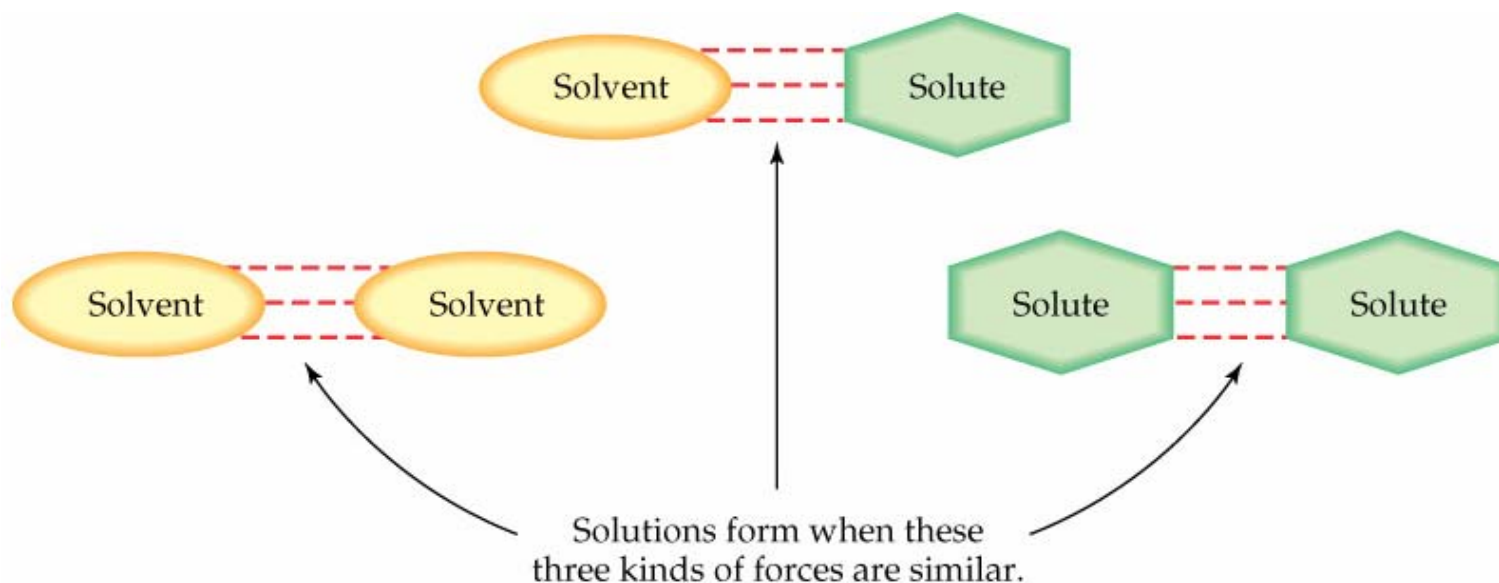 Solvent
Solute
Solvent
Solvent
Solute
Solute
Solutions form when these
three kinds of forces are similar.